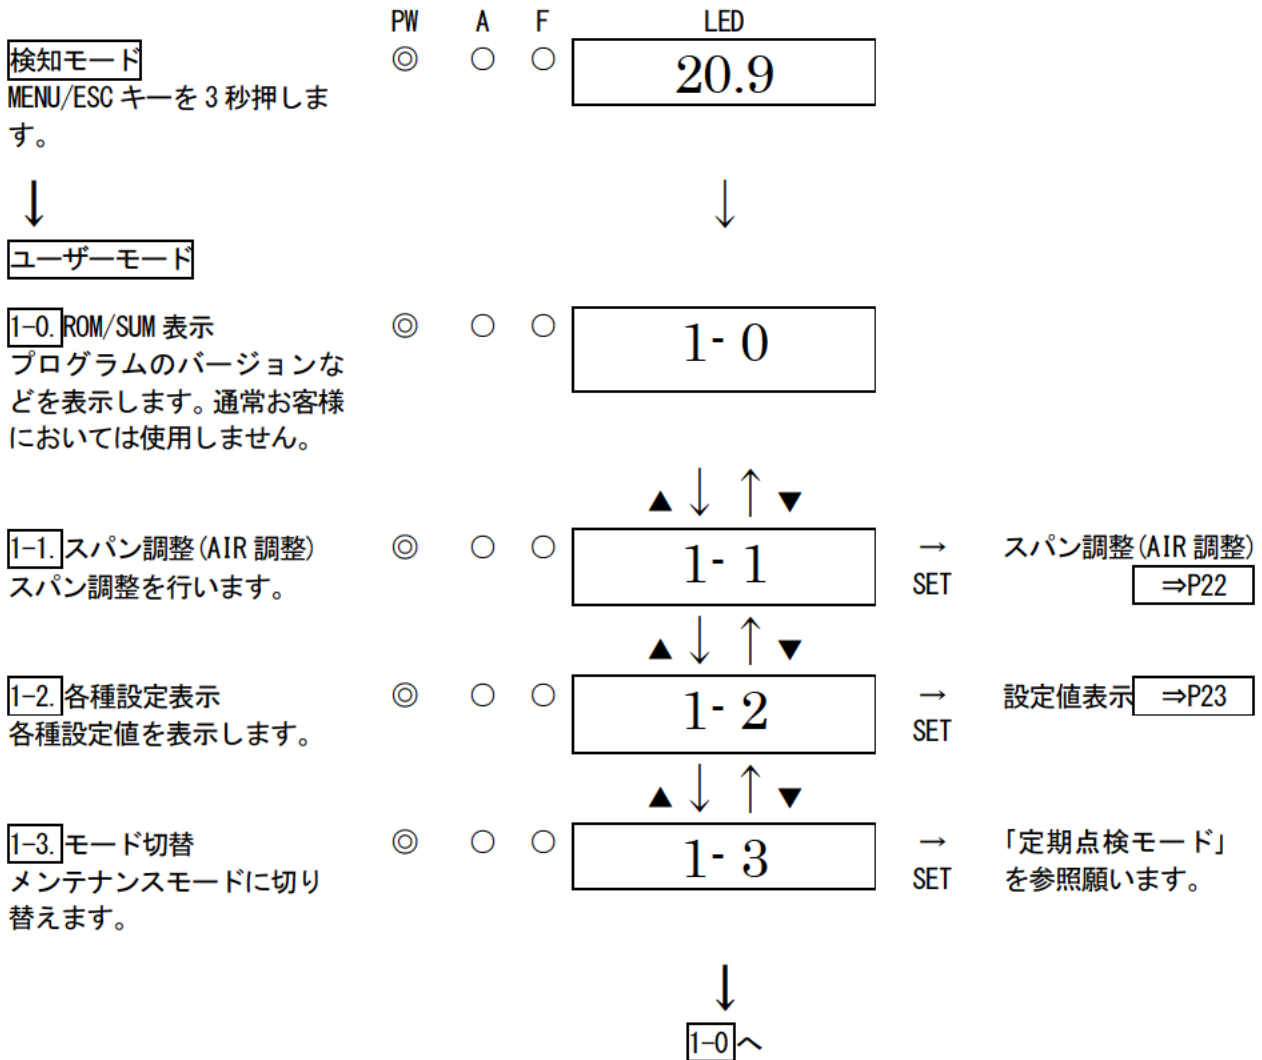 PW A F LED
検知モード ◎ ○ ○ 20.9
MENU/ESC キーを 3 秒押しま
す。
↓ ↓
ユーザーモード
1-0. ROM/SUM 表示 ◎ ○ ○ 1- 0
プログラムのバージョンな
どを表示します。通常お客様
においては使用しません。
▲ ↓ ↑ ▼
1-1. スパン調整(AIR 調整) ◎ ○ ○ 1- 1 → スパン調整(AIR 調整)
スパン調整を行います。 SET ⇒P22
▲ ↓ ↑ ▼
1-2. 各種設定表示 ◎ ○ ○ 1- 2 → 設定値表示 ⇒P23
各種設定値を表示します。 SET
▲ ↓ ↑ ▼
1-3. モード切替 ◎ ○ ○ 1- 3 → 「定期点検モード」
メンテナンスモードに切り SET を参照願います。
替えます。
↓
1-0 へ